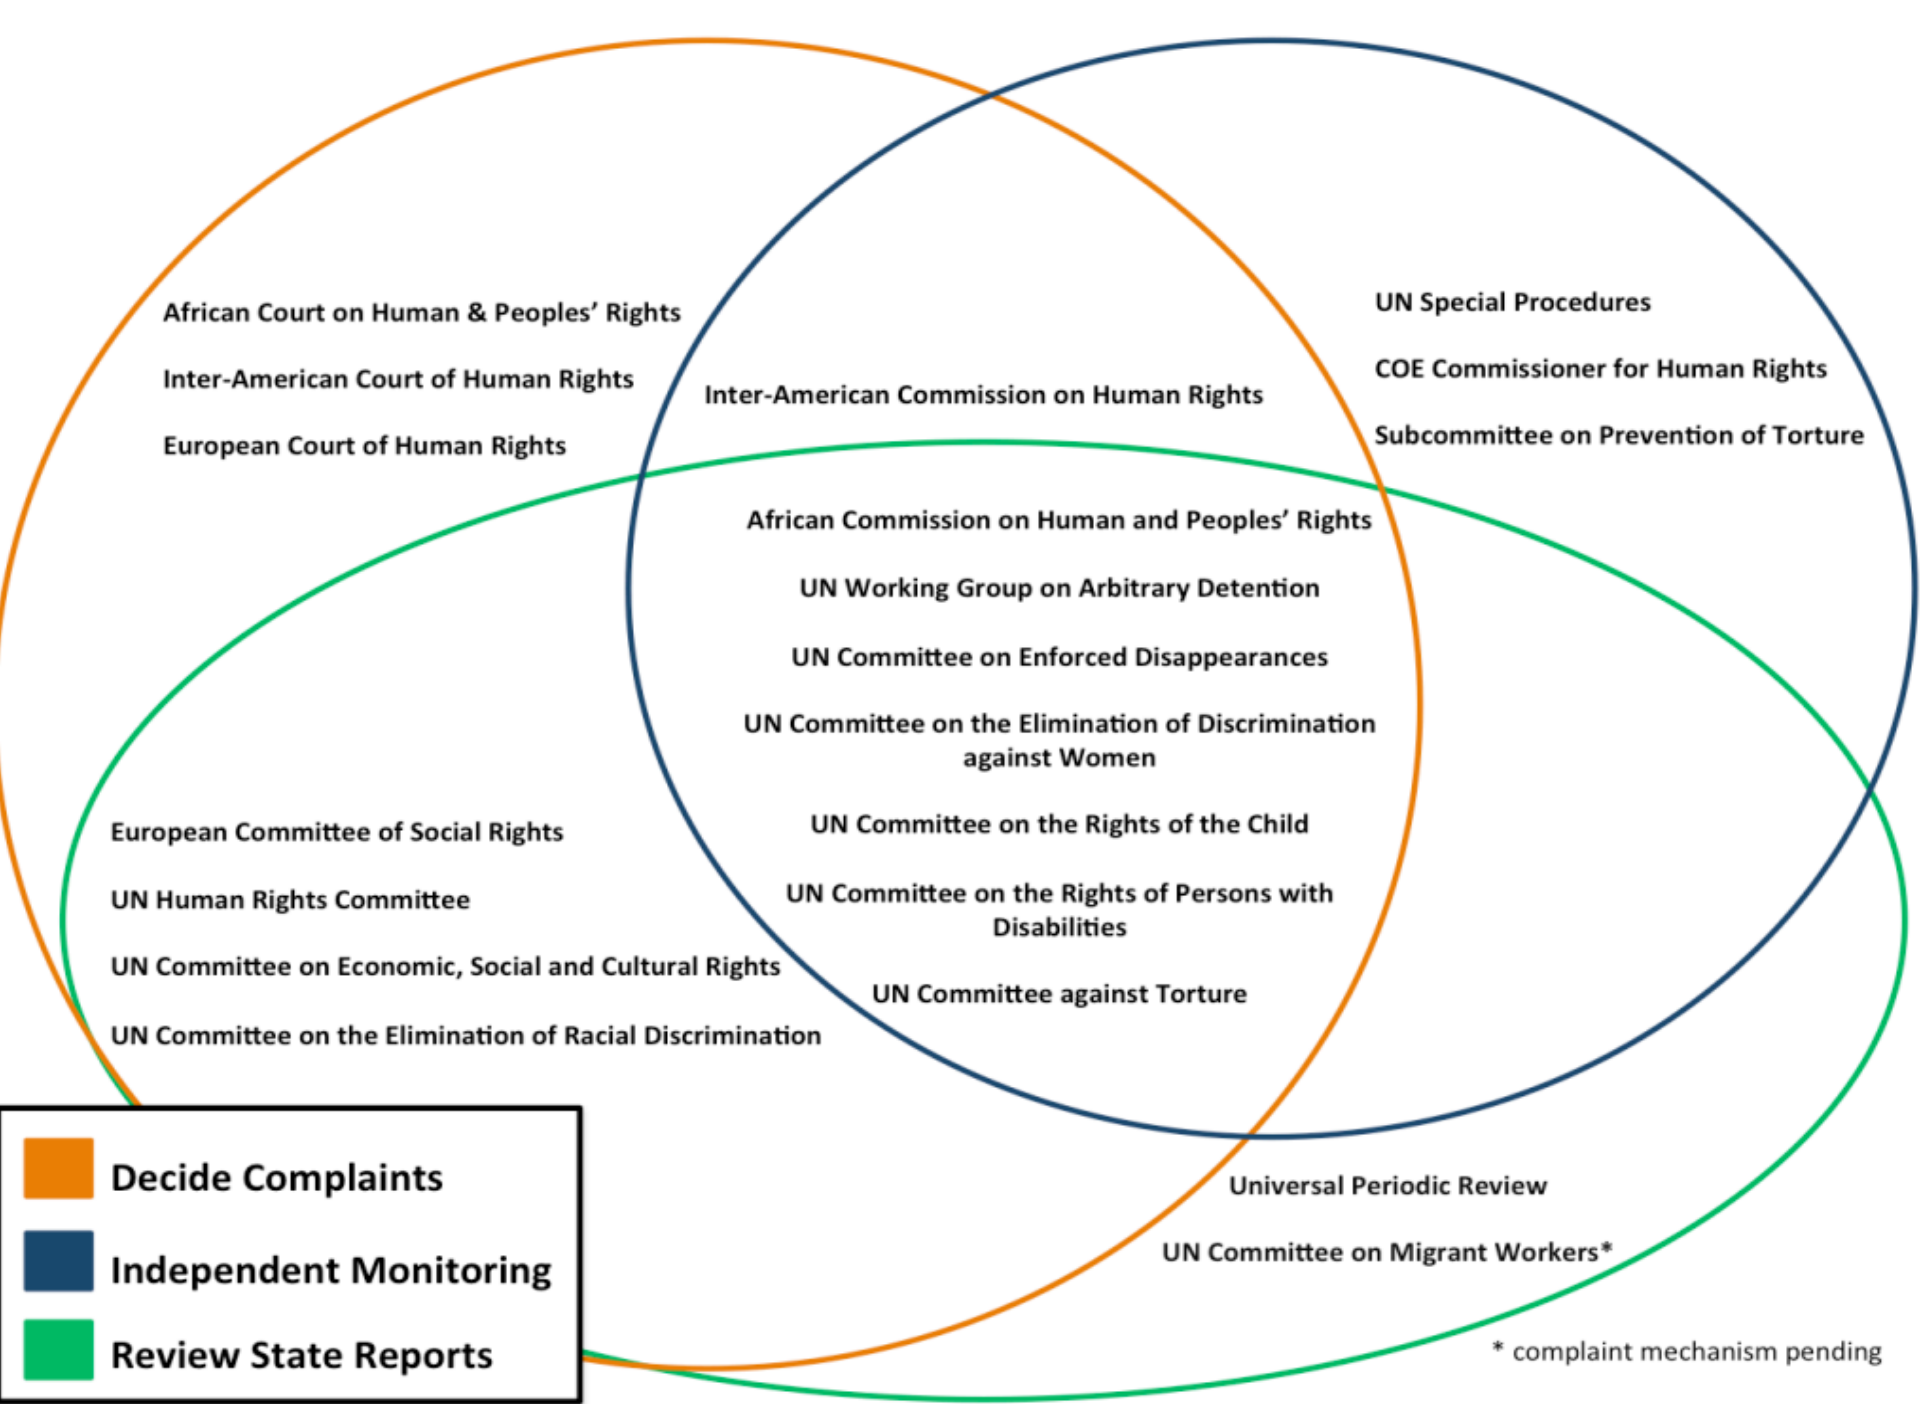 African Court on Human & Peoples’ Rights
Inter-American Court of Human Rights
European Court of Human Rights
Inter-American Commission on Human Rights
UN Special Procedures
COE Commissioner for Human Rights
Subcommittee on Prevention of Torture
African Commission on Human and Peoples’ Rights
UN Working Group on Arbitrary Detention
UN Committee on Enforced Disappearances
UN Committee on the Elimination of Discrimination
against Women
UN Committee on the Rights of the Child
UN Committee on the Rights of Persons with
Disabilities
UN Committee against Torture
European Committee of Social Rights
UN Human Rights Committee
UN Committee on Economic, Social and Cultural Rights
UN Committee on the Elimination of Racial Discrimination
Universal Periodic Review
UN Committee on Migrant Workers*
Decide Complaints
Independent Monitoring
Review State Reports
* complaint mechanism pending